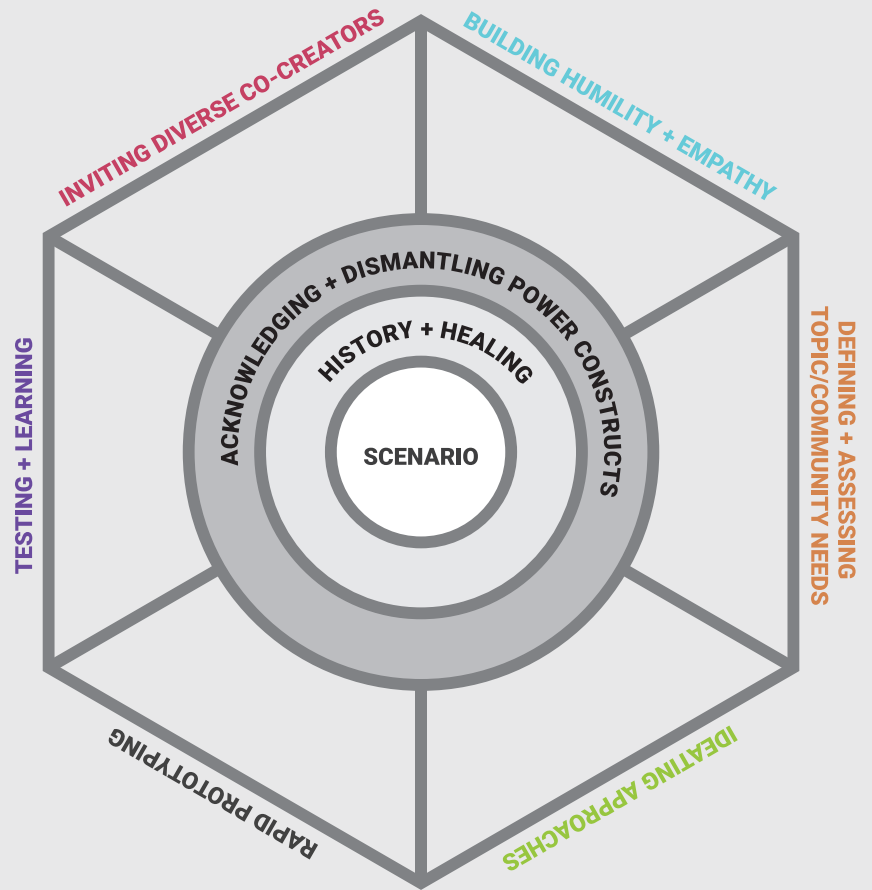 INVITING DIVERSE CO-CREATORS
BUILDING HUMILITY + EMPATHY
DEFINING + ASSESSING
TOPIC/COMMUNITY NEEDS
IDEATING APPROACHES
RAPID PROTOTYPING
TESTING + LEARNING
ACKNOWLEDGING + DISMANTLING POWER CONSTRUCTS
HISTORY + HEALING
SCENARIO